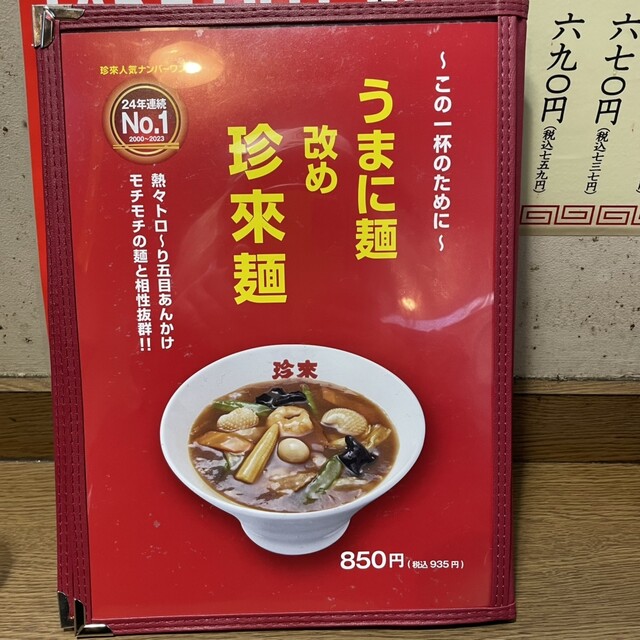 ～この一杯のために～
うまに麺
改め
珍來麺
珍來人気ナンバーワン
24年連続
No.1
2000～2023
熱々トロ～り五目あんかけ
モチモチの麺と相性抜群!!
珍來
850円(税込935円)
六七〇円(税込七三七円)
六九〇円(税込七五九円)